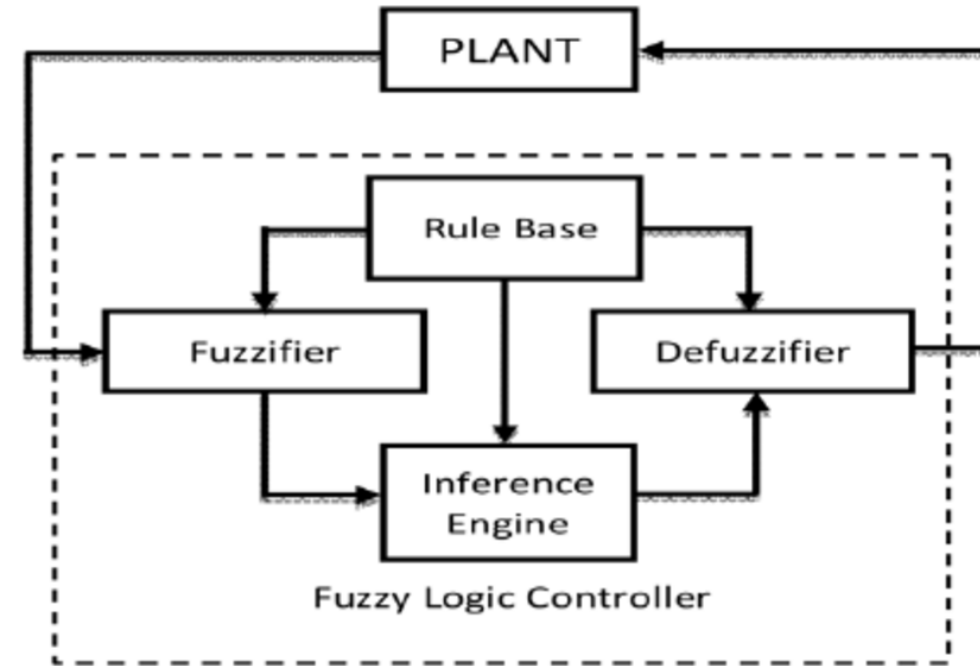 PLANT
Rule Base
Fuzzifier
Defuzzifier
Inference
Engine
Fuzzy Logic Controller